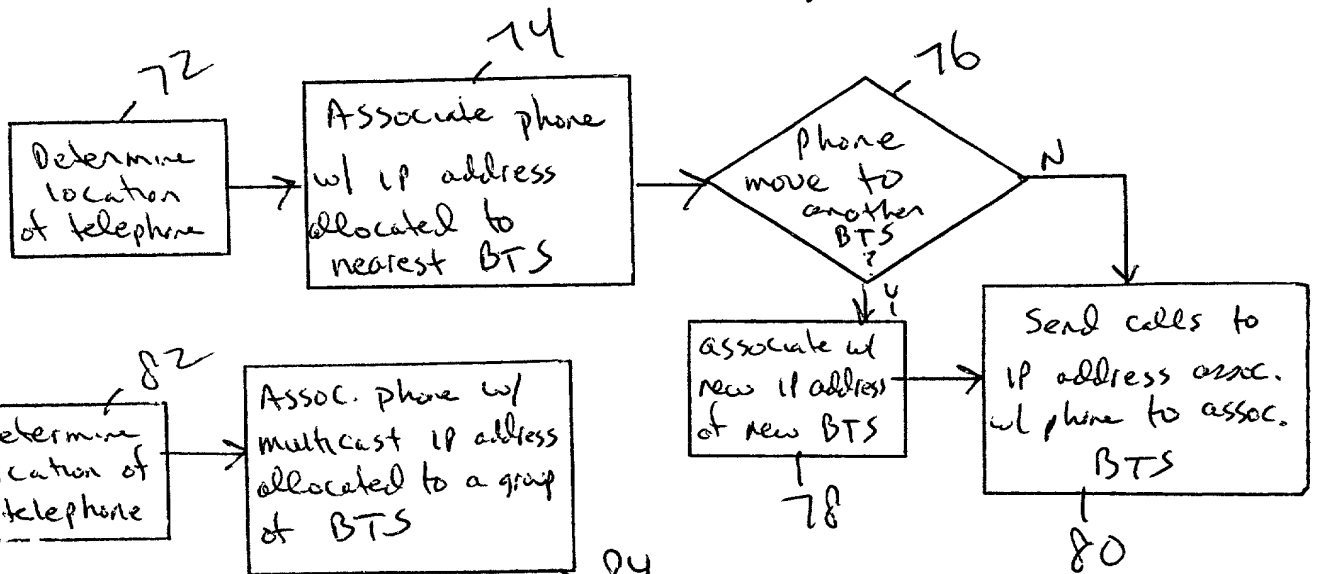 72
Determine
location
of telephone
74
Associate phone
w/ IP address
allocated to
nearest BTS
76
phone
move to
another
BTS
?
N
Y
associate w/
new IP address
of new BTS
78
Send calls to
IP address assoc.
w/ phone to assoc.
BTS
80
82
etermine
cation of
telephone
Assoc. phone w/
multicast IP address
allocated to a group
of BTS
84